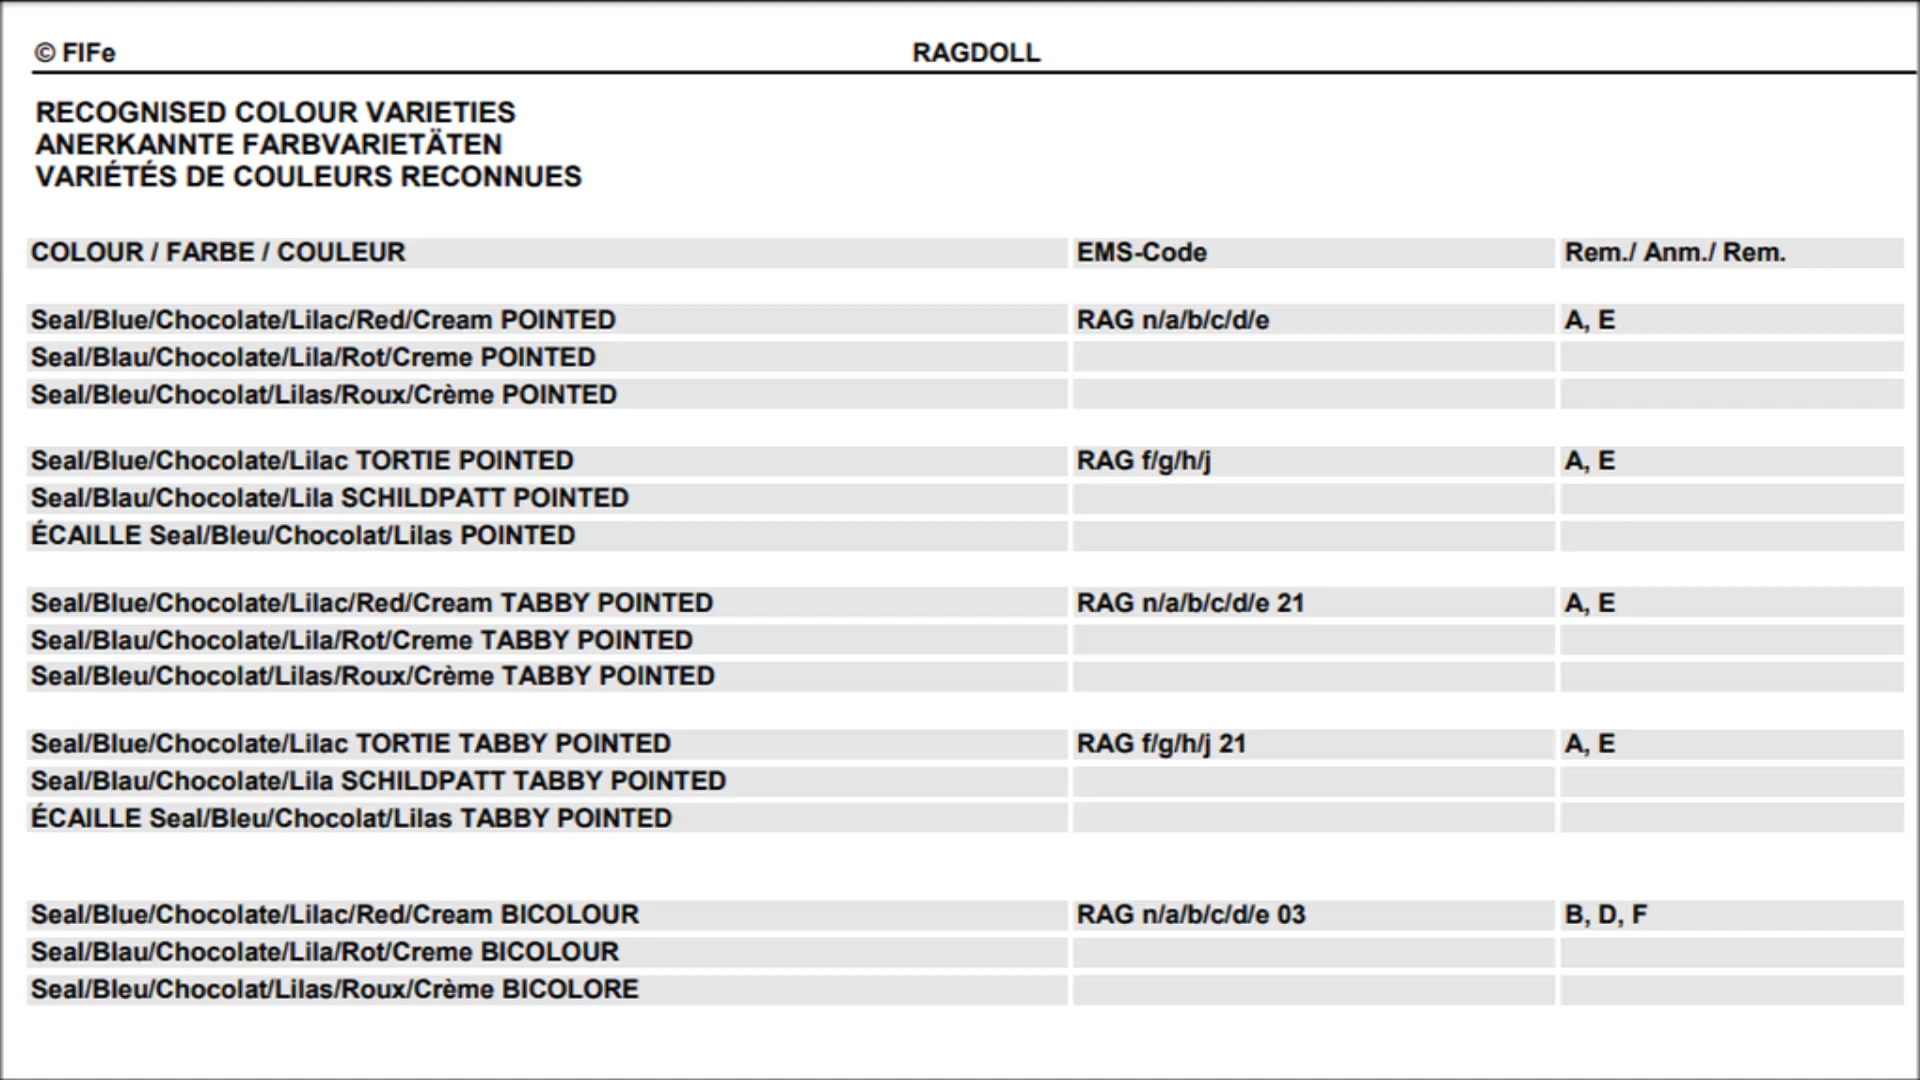 © FIFe RAGDOLL
RECOGNISED COLOUR VARIETIES
ANERKANNTE FARBVARIETÄTEN
VARIÉTÉS DE COULEURS RECONNUES
COLOUR / FARBE / COULEUR EMS-Code Rem./ Anm./ Rem.
Seal/Blue/Chocolate/Lilac/Red/Cream POINTED RAG n/a/b/c/d/e A, E
Seal/Blau/Chocolate/Lila/Rot/Creme POINTED
Seal/Bleu/Chocolat/Lilas/Roux/Crème POINTED
Seal/Blue/Chocolate/Lilac TORTIE POINTED RAG f/g/h/j A, E
Seal/Blau/Chocolate/Lila SCHILDPATT POINTED
ÉCAILLE Seal/Bleu/Chocolat/Lilas POINTED
Seal/Blue/Chocolate/Lilac/Red/Cream TABBY POINTED RAG n/a/b/c/d/e 21 A, E
Seal/Blau/Chocolate/Lila/Rot/Creme TABBY POINTED
Seal/Bleu/Chocolat/Lilas/Roux/Crème TABBY POINTED
Seal/Blue/Chocolate/Lilac TORTIE TABBY POINTED RAG f/g/h/j 21 A, E
Seal/Blau/Chocolate/Lila SCHILDPATT TABBY POINTED
ÉCAILLE Seal/Bleu/Chocolat/Lilas TABBY POINTED
Seal/Blue/Chocolate/Lilac/Red/Cream BICOLOUR RAG n/a/b/c/d/e 03 B, D, F
Seal/Blau/Chocolate/Lila/Rot/Creme BICOLOUR
Seal/Bleu/Chocolat/Lilas/Roux/Crème BICOLORE